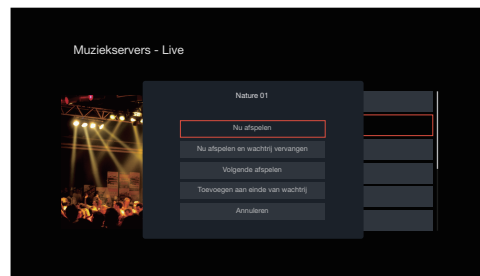 Muziekservers - Live
Nature 01
Nu afspelen
Nu afspelen en wachtrij vervangen
Volgende afspelen
Toevoegen aan einde van wachtrij
Annuleren